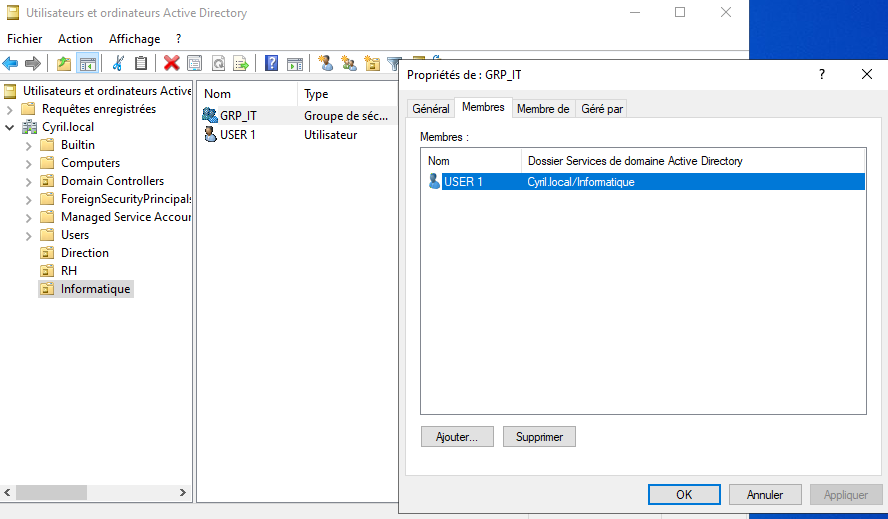 Utilisateurs et ordinateurs Active Directory
Fichier Action Affichage ?
Utilisateurs et ordinateurs Active
Requêtes enregistrées
Cyril.local
Builtin
Computers
Domain Controllers
ForeignSecurityPrincipals
Managed Service Accour
Users
Direction
RH
Informatique
Nom Type
GRP_IT Groupe de séc...
USER 1 Utilisateur
Propriétés de : GRP_IT ?
Général Membres Membre de Géré par
Membres :
Nom Dossier Services de domaine Active Directory
USER 1 Cyril.local/Informatique
Ajouter... Supprimer
OK Annuler Appliquer